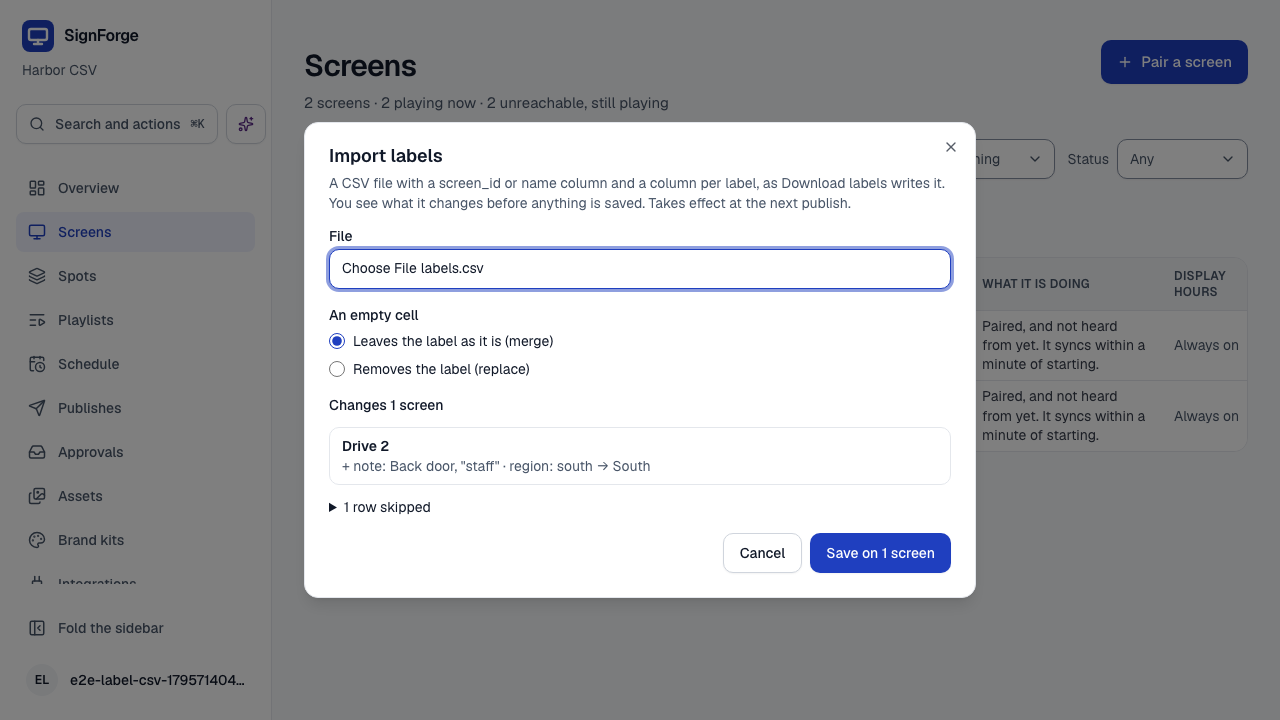 SignForge
Harbor CSV
Search and actions ⌘K
Overview
Screens
Spots
Playlists
Schedule
Publishes
Approvals
Assets
Brand kits
Integrations
Fold the sidebar
EL
e2e-label-csv-179571404…
Screens
2 screens · 2 playing now · 2 unreachable, still playing
Pair a screen
Status
Any
WHAT IT IS DOING
DISPLAY
HOURS
Paired, and not heard
from yet. It syncs within a
minute of starting.
Always on
Paired, and not heard
from yet. It syncs within a
minute of starting.
Always on
Import labels
A CSV file with a screen_id or name column and a column per label, as Download labels writes it.
You see what it changes before anything is saved. Takes effect at the next publish.
File
Choose File labels.csv
An empty cell
Leaves the label as it is (merge)
Removes the label (replace)
Changes 1 screen
Drive 2
+ note: Back door, "staff" · region: south → South
1 row skipped
Cancel
Save on 1 screen